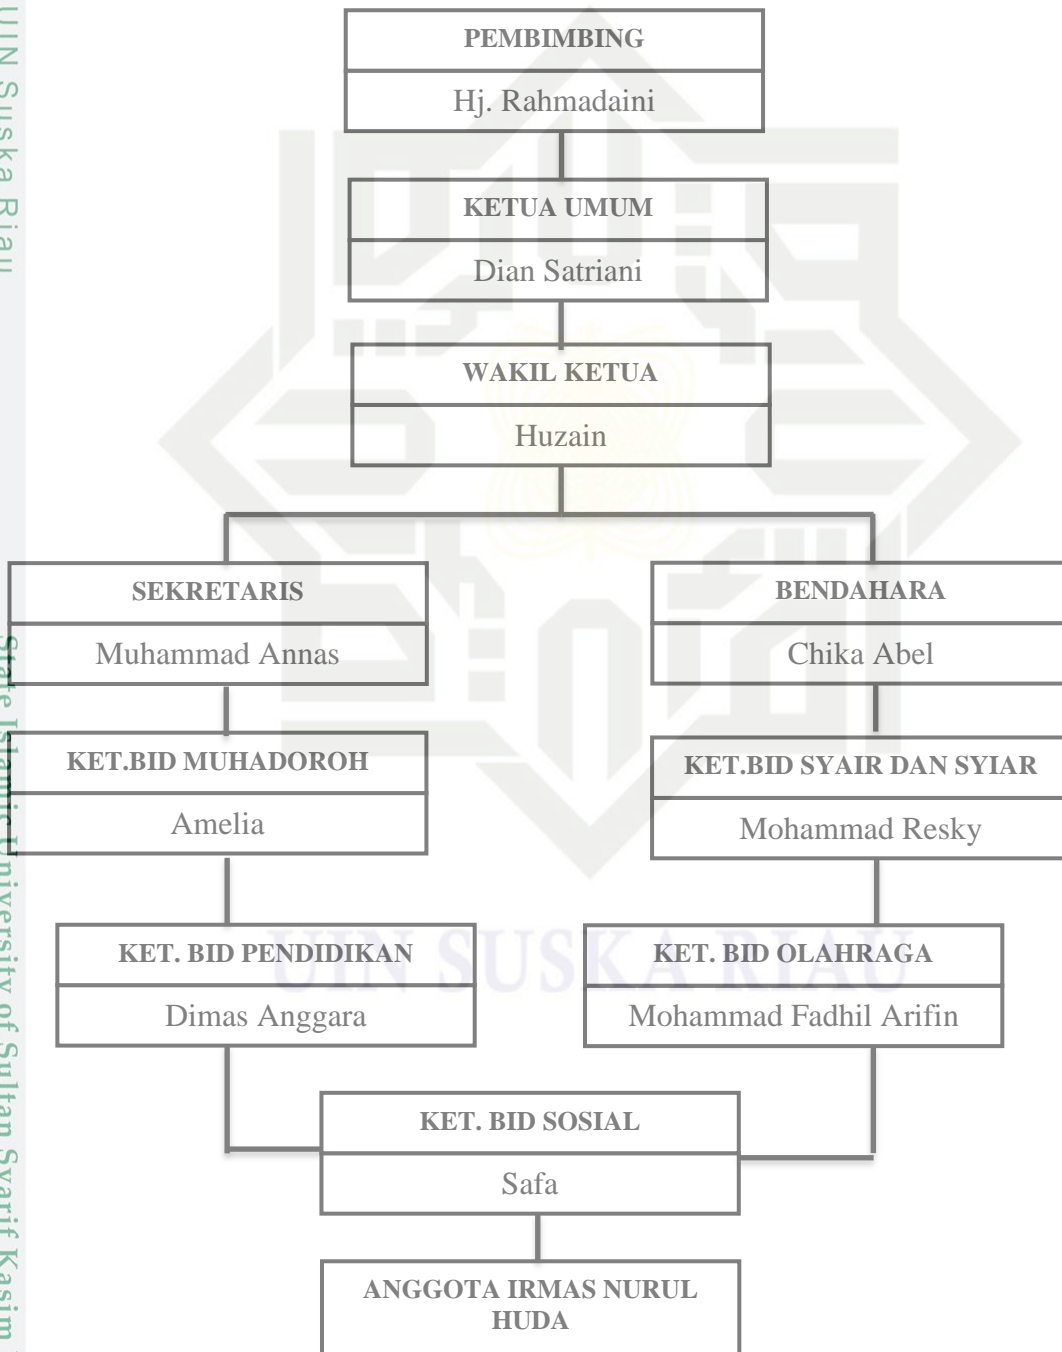 PEMBIMBING
Hj. Rahmadaini
KETUA UMUM
Dian Satriani
WAKIL KETUA
Huzain
SEKRETARIS
Muhammad Annas
BENDAHARA
Chika Abel
KET.BID MUHADOROH
Amelia
KET.BID SYAIR DAN SYIAR
Mohammad Resky
KET. BID PENDIDIKAN
Dimas Anggara
KET. BID OLAHRAGA
Mohammad Fadhil Arifin
KET. BID SOSIAL
Safa
ANGGOTA IRMAS NURUL
HUDA
UIN SUSKA RIAU
UIN Suska Riau
State Islamic University of Sultan Syarif Kasim